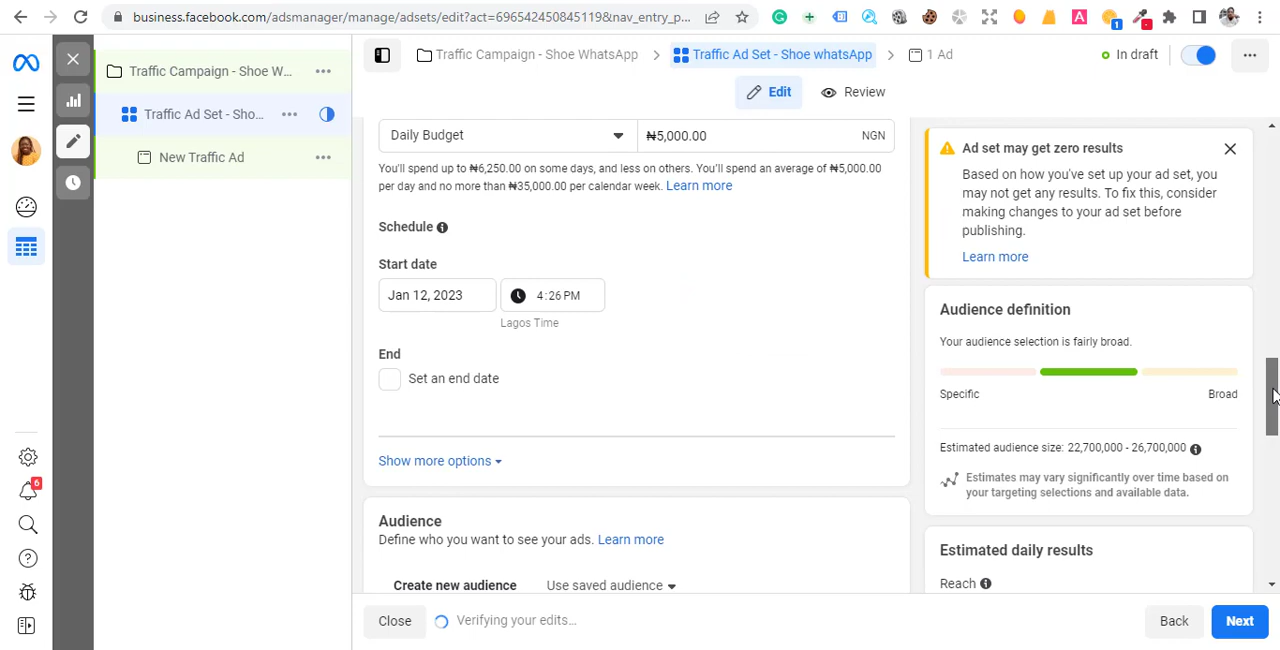 business.facebook.com/adsmanager/manage/adsets/edit?act=696542450845119&nav_entry_p...
1
Traffic Campaign - Shoe W...
Traffic Ad Set - Sho...
New Traffic Ad
6
Traffic Campaign - Shoe WhatsApp
Traffic Ad Set - Shoe whatsApp
1 Ad
In draft
Edit
Review
Daily Budget
₦5,000.00
NGN
You'll spend up to ₦6,250.00 on some days, and less on others. You'll spend an average of ₦5,000.00
per day and no more than ₦35,000.00 per calendar week. Learn more
Schedule
Start date
Jan 12, 2023
4:26 PM
Lagos Time
End
Set an end date
Show more options
Audience
Define who you want to see your ads. Learn more
Create new audience
Use saved audience
Ad set may get zero results
Based on how you've set up your ad set, you
may not get any results. To fix this, consider
making changes to your ad set before
publishing.
Learn more
Audience definition
Your audience selection is fairly broad.
Specific
Broad
Estimated audience size: 22,700,000 - 26,700,000
Estimates may vary significantly over time based on
your targeting selections and available data.
Estimated daily results
Reach
Close
Verifying your edits...
Back
Next